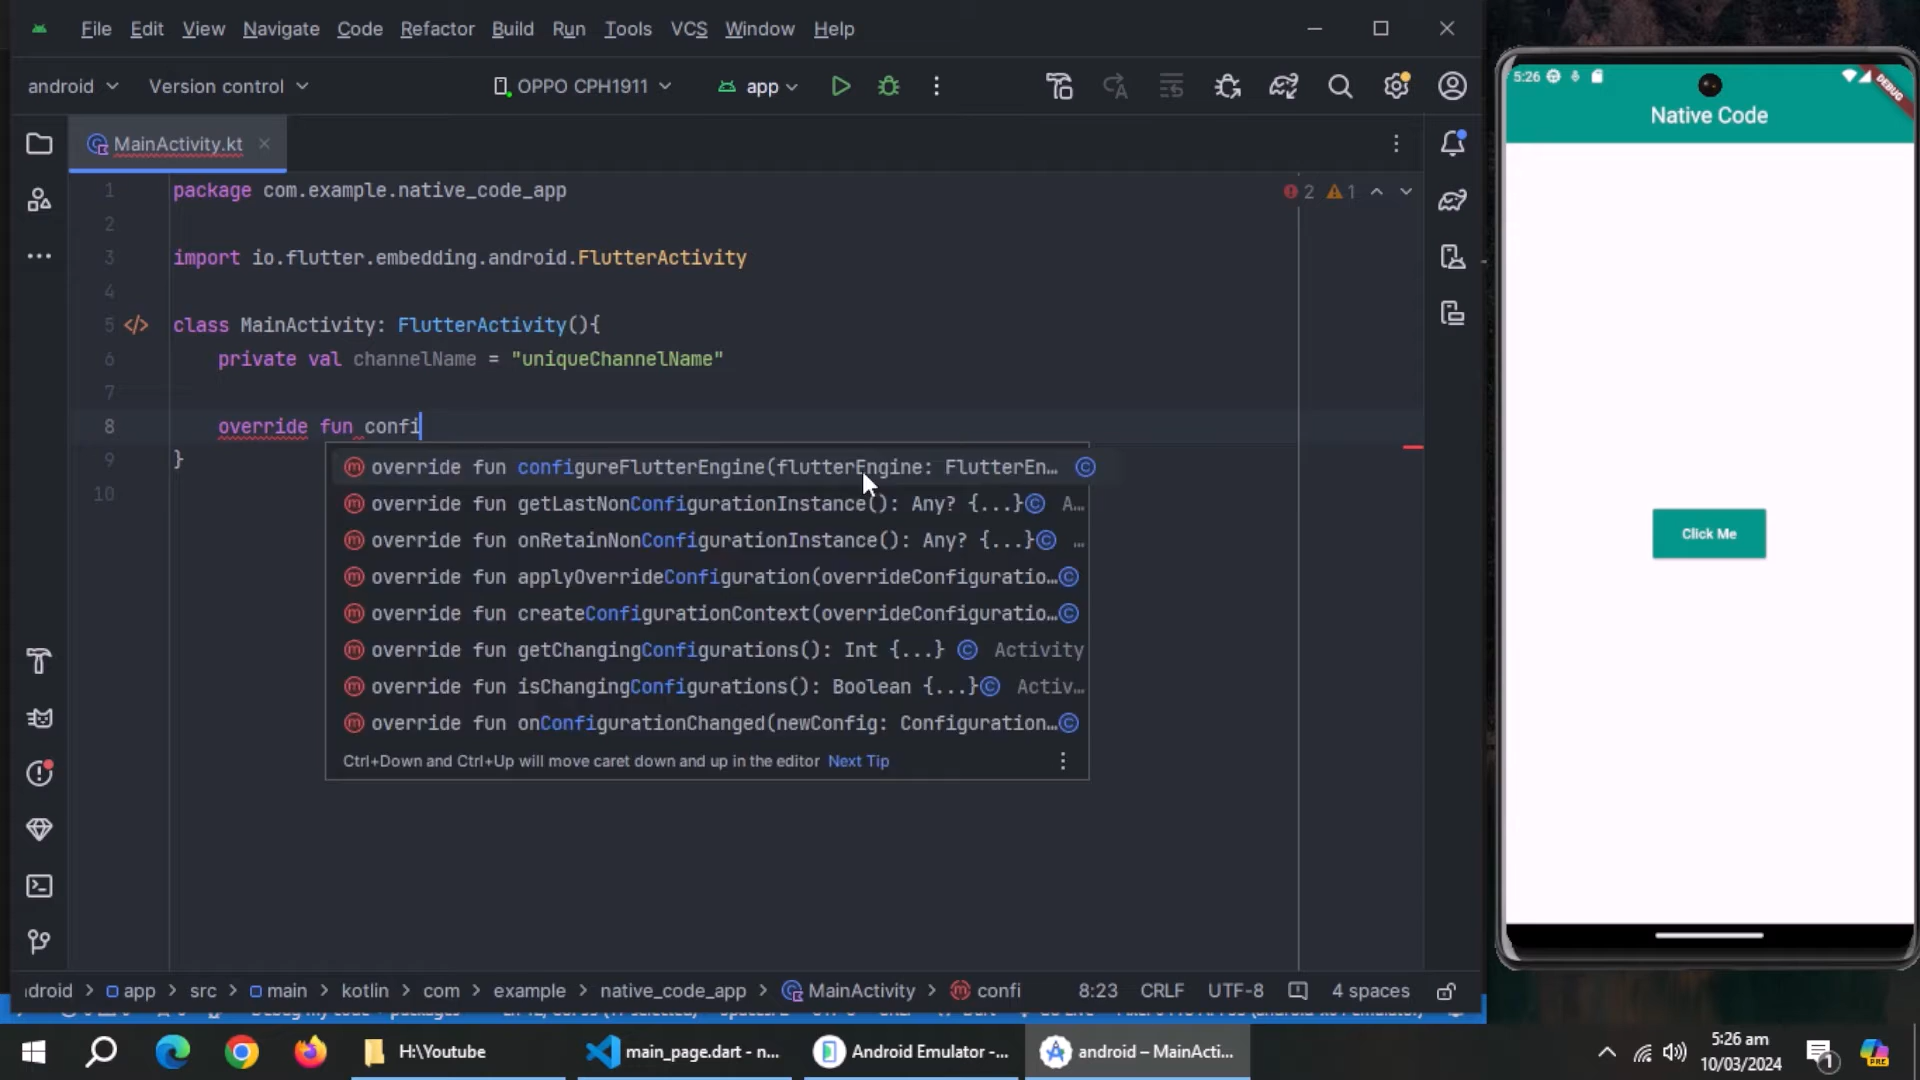 File Edit View Navigate Code Refactor Build Run Tools VCS Window Help
android Version control OPPO CPH1911 app
MainActivity.kt
2 1
1 package com.example.native_code_app
2
3 import io.flutter.embedding.android.FlutterActivity
4
5 </> class MainActivity: FlutterActivity(){
6 private val channelName = "uniqueChannelName"
7
8 override fun confi
9 }
10
override fun configureFlutterEngine(flutterEngine: FlutterEn…
override fun getLastNonConfigurationInstance(): Any? {...} A…
override fun onRetainNonConfigurationInstance(): Any? {...} …
override fun applyOverrideConfiguration(overrideConfiguratio…
override fun createConfigurationContext(overrideConfiguratio…
override fun getChangingConfigurations(): Int {...} Activity
override fun isChangingConfigurations(): Boolean {...} Activ…
override fun onConfigurationChanged(newConfig: Configuration…
Ctrl+Down and Ctrl+Up will move caret down and up in the editor Next Tip
5:26
DEBUG
Native Code
Click Me
ndroid > app > src > main > kotlin > com > example > native_code_app > MainActivity > confi 8:23 CRLF UTF-8 4 spaces
H:\Youtube
main_page.dart - n...
Android Emulator -...
android – MainActi...
5:26 am
10/03/2024
1
PRE